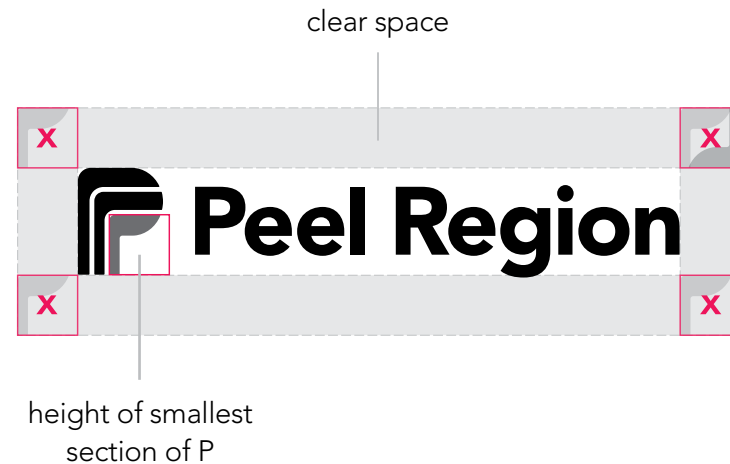 clear space
X X
Peel Region
X X
height of smallest
section of P